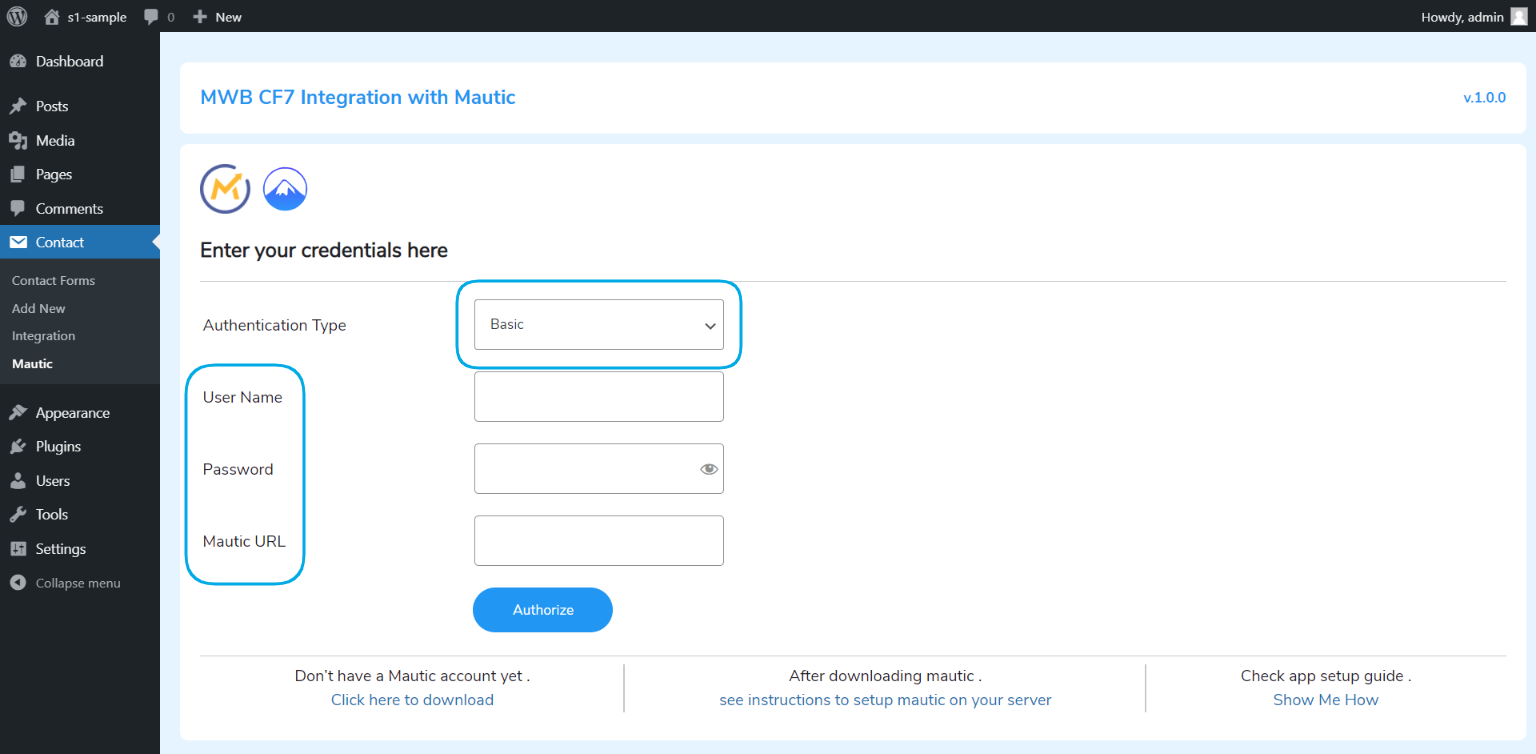 s1-sample 0 New Howdy, admin
Dashboard
Posts
Media
Pages
Comments
Contact
Contact Forms
Add New
Integration
Mautic
Appearance
Plugins
Users
Tools
Settings
Collapse menu
MWB CF7 Integration with Mautic v.1.0.0
Enter your credentials here
Authentication Type Basic
User Name
Password
Mautic URL
Authorize
Don't have a Mautic account yet .
Click here to download
After downloading mautic .
see instructions to setup mautic on your server
Check app setup guide .
Show Me How